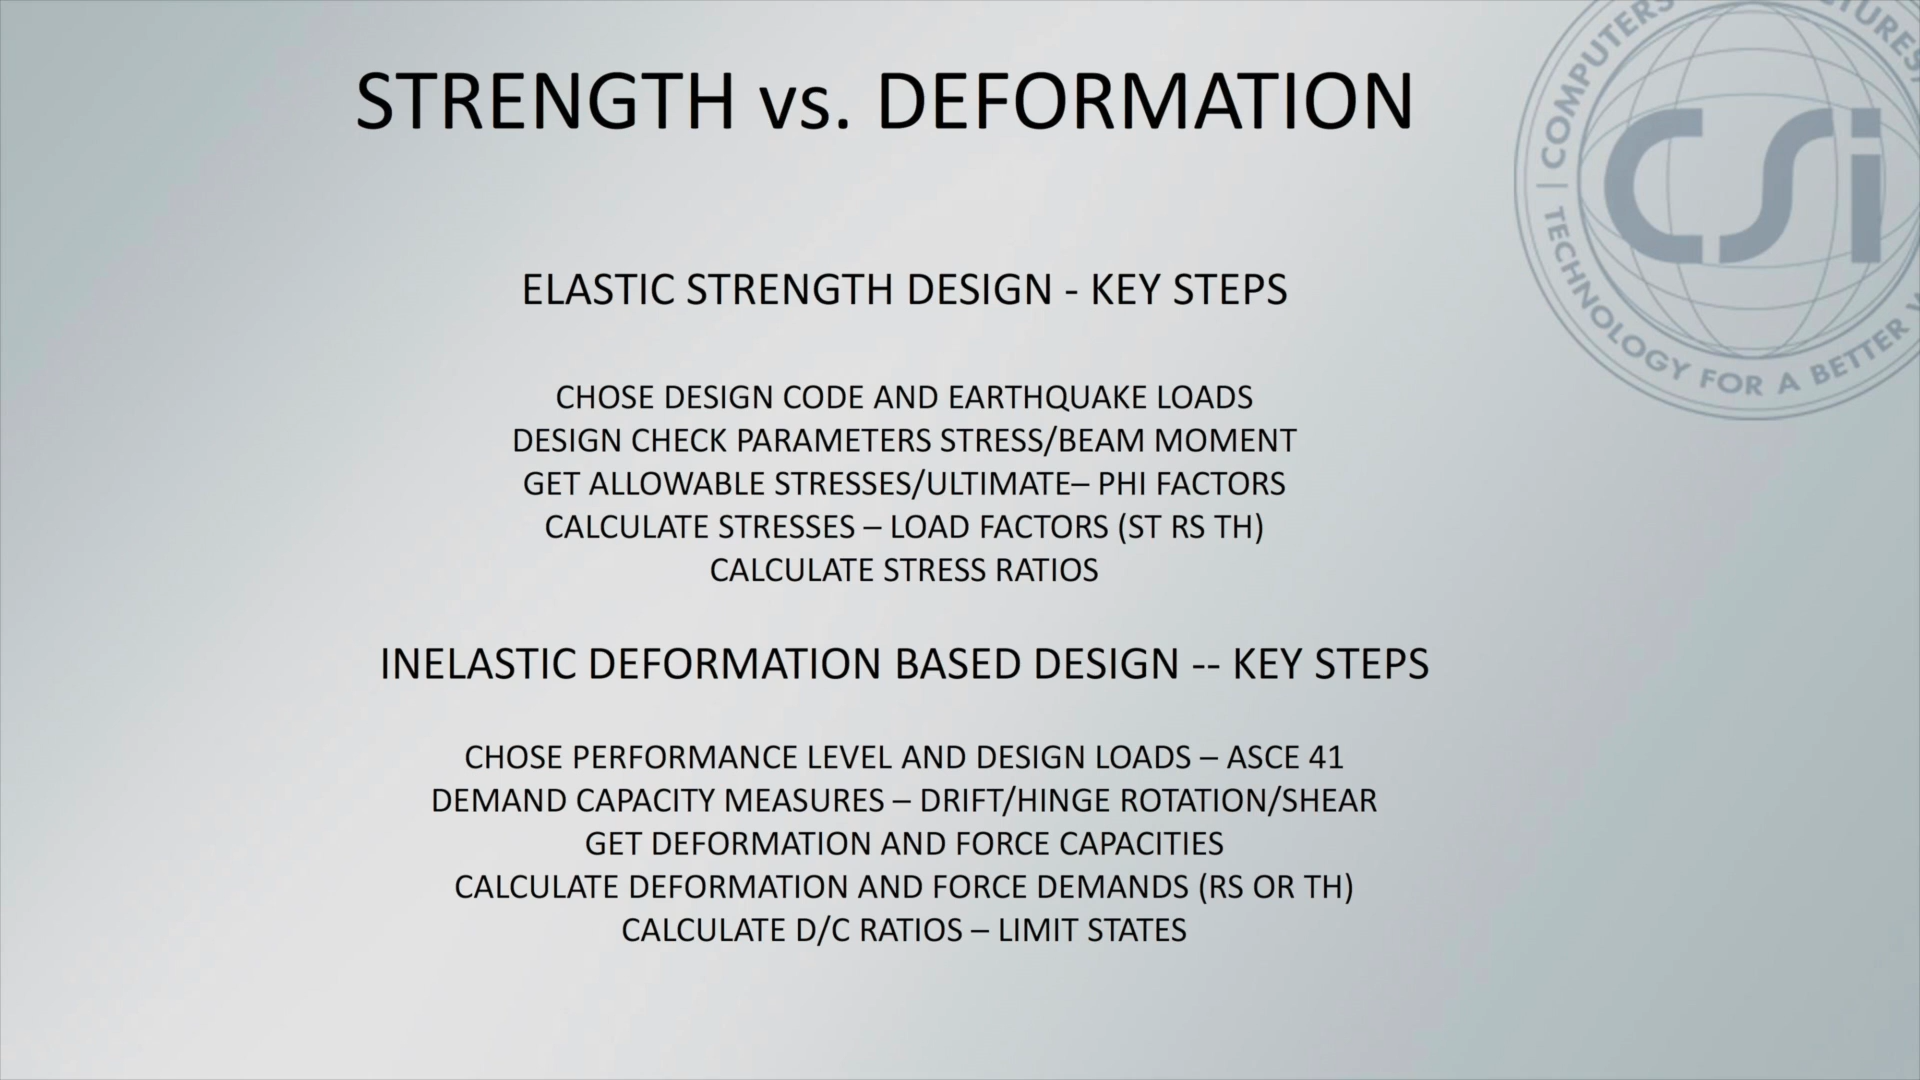 STRENGTH vs. DEFORMATION
ELASTIC STRENGTH DESIGN - KEY STEPS
CHOSE DESIGN CODE AND EARTHQUAKE LOADS
DESIGN CHECK PARAMETERS STRESS/BEAM MOMENT
GET ALLOWABLE STRESSES/ULTIMATE– PHI FACTORS
CALCULATE STRESSES – LOAD FACTORS (ST RS TH)
CALCULATE STRESS RATIOS
INELASTIC DEFORMATION BASED DESIGN -- KEY STEPS
CHOSE PERFORMANCE LEVEL AND DESIGN LOADS – ASCE 41
DEMAND CAPACITY MEASURES – DRIFT/HINGE ROTATION/SHEAR
GET DEFORMATION AND FORCE CAPACITIES
CALCULATE DEFORMATION AND FORCE DEMANDS (RS OR TH)
CALCULATE D/C RATIOS – LIMIT STATES
COMPUTERS
CSi
TECHNOLOGY FOR A BETTER